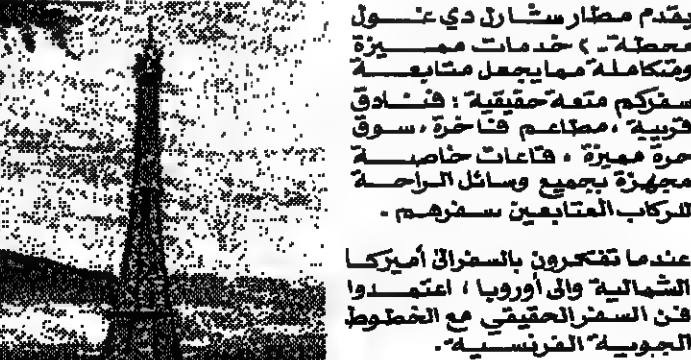 يقدم مطار شارل دي غول
محطة - ٢ خدمات مميزة
ومتكاملة مما يجعل متابعة
سفركم متعة حقيقية : فنادق
قريبة ، مطاعم فاخرة ، سوق
حرة مميزة ، قاعات خاصة
مجهزة بجميع وسائل الراحة
للركاب المتابعين سفرهم .
عندما تفكرون بالسفر الى أميركا
الشمالية والى أوروبا ، اعتمدوا
فن السفر الحقيقي مع الخطوط
الجوية الفرنسية .